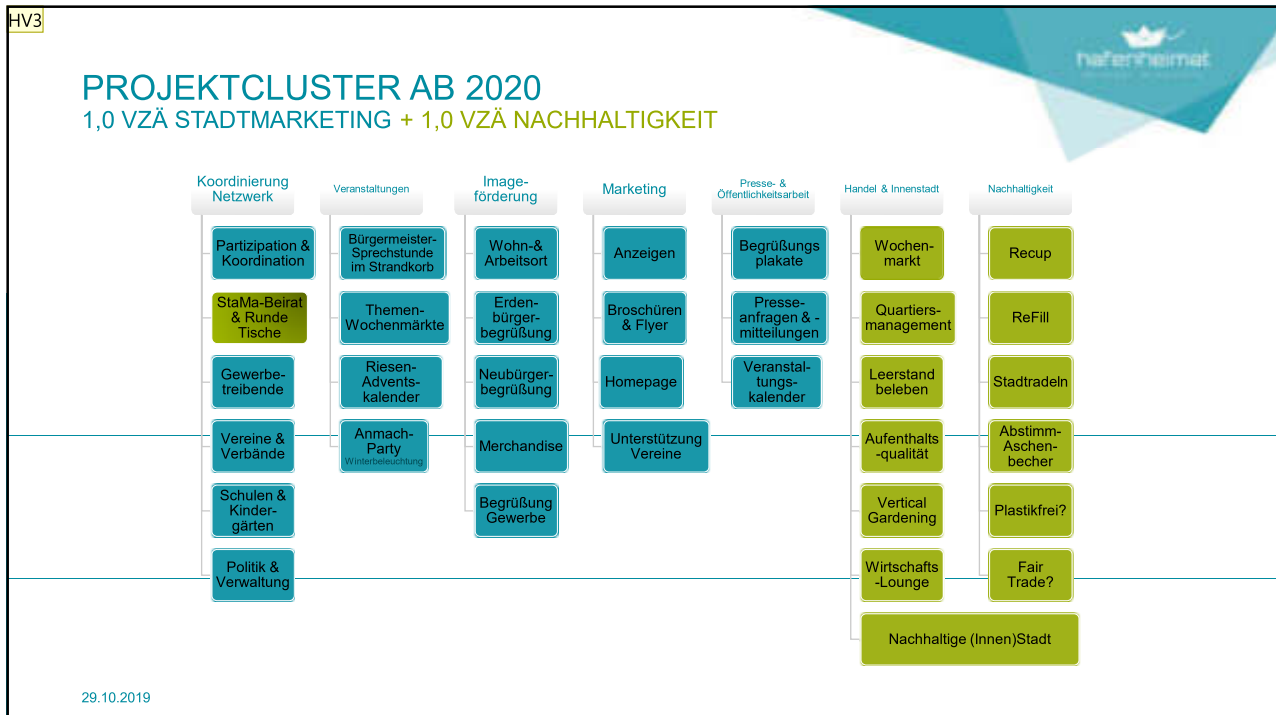 HV3
hafenheimat
PROJEKTCLUSTER AB 2020
1,0 VZÄ STADTMARKETING + 1,0 VZÄ NACHHALTIGKEIT
Koordinierung
Netzwerk
Partizipation &
Koordination
StaMa-Beirat
& Runde
Tische
Gewerbe-
treibende
Vereine &
Verbände
Schulen &
Kinder-
gärten
Politik &
Verwaltung
Veranstaltungen
Bürgermeister-
Sprechstunde
im Strandkorb
Themen-
Wochenmärkte
Riesen-
Advents-
kalender
Anmach-
Party
Winterbeleuchtung
Image-
förderung
Wohn-&
Arbeitsort
Erden-
bürger-
begrüßung
Neubürger-
begrüßung
Merchandise
Begrüßung
Gewerbe
Marketing
Anzeigen
Broschüren
& Flyer
Homepage
Unterstützung
Vereine
Presse- &
Öffentlichkeitsarbeit
Begrüßungs
plakate
Presse-
anfragen & -
mitteilungen
Veranstal-
tungs-
kalender
Handel & Innenstadt
Wochen-
markt
Quartiers-
management
Leerstand
beleben
Aufenthalts
-qualität
Vertical
Gardening
Wirtschafts
-Lounge
Nachhaltige (Innen)Stadt
Nachhaltigkeit
Recup
ReFill
Stadtradeln
Abstimm-
Aschen-
becher
Plastikfrei?
Fair
Trade?
29.10.2019